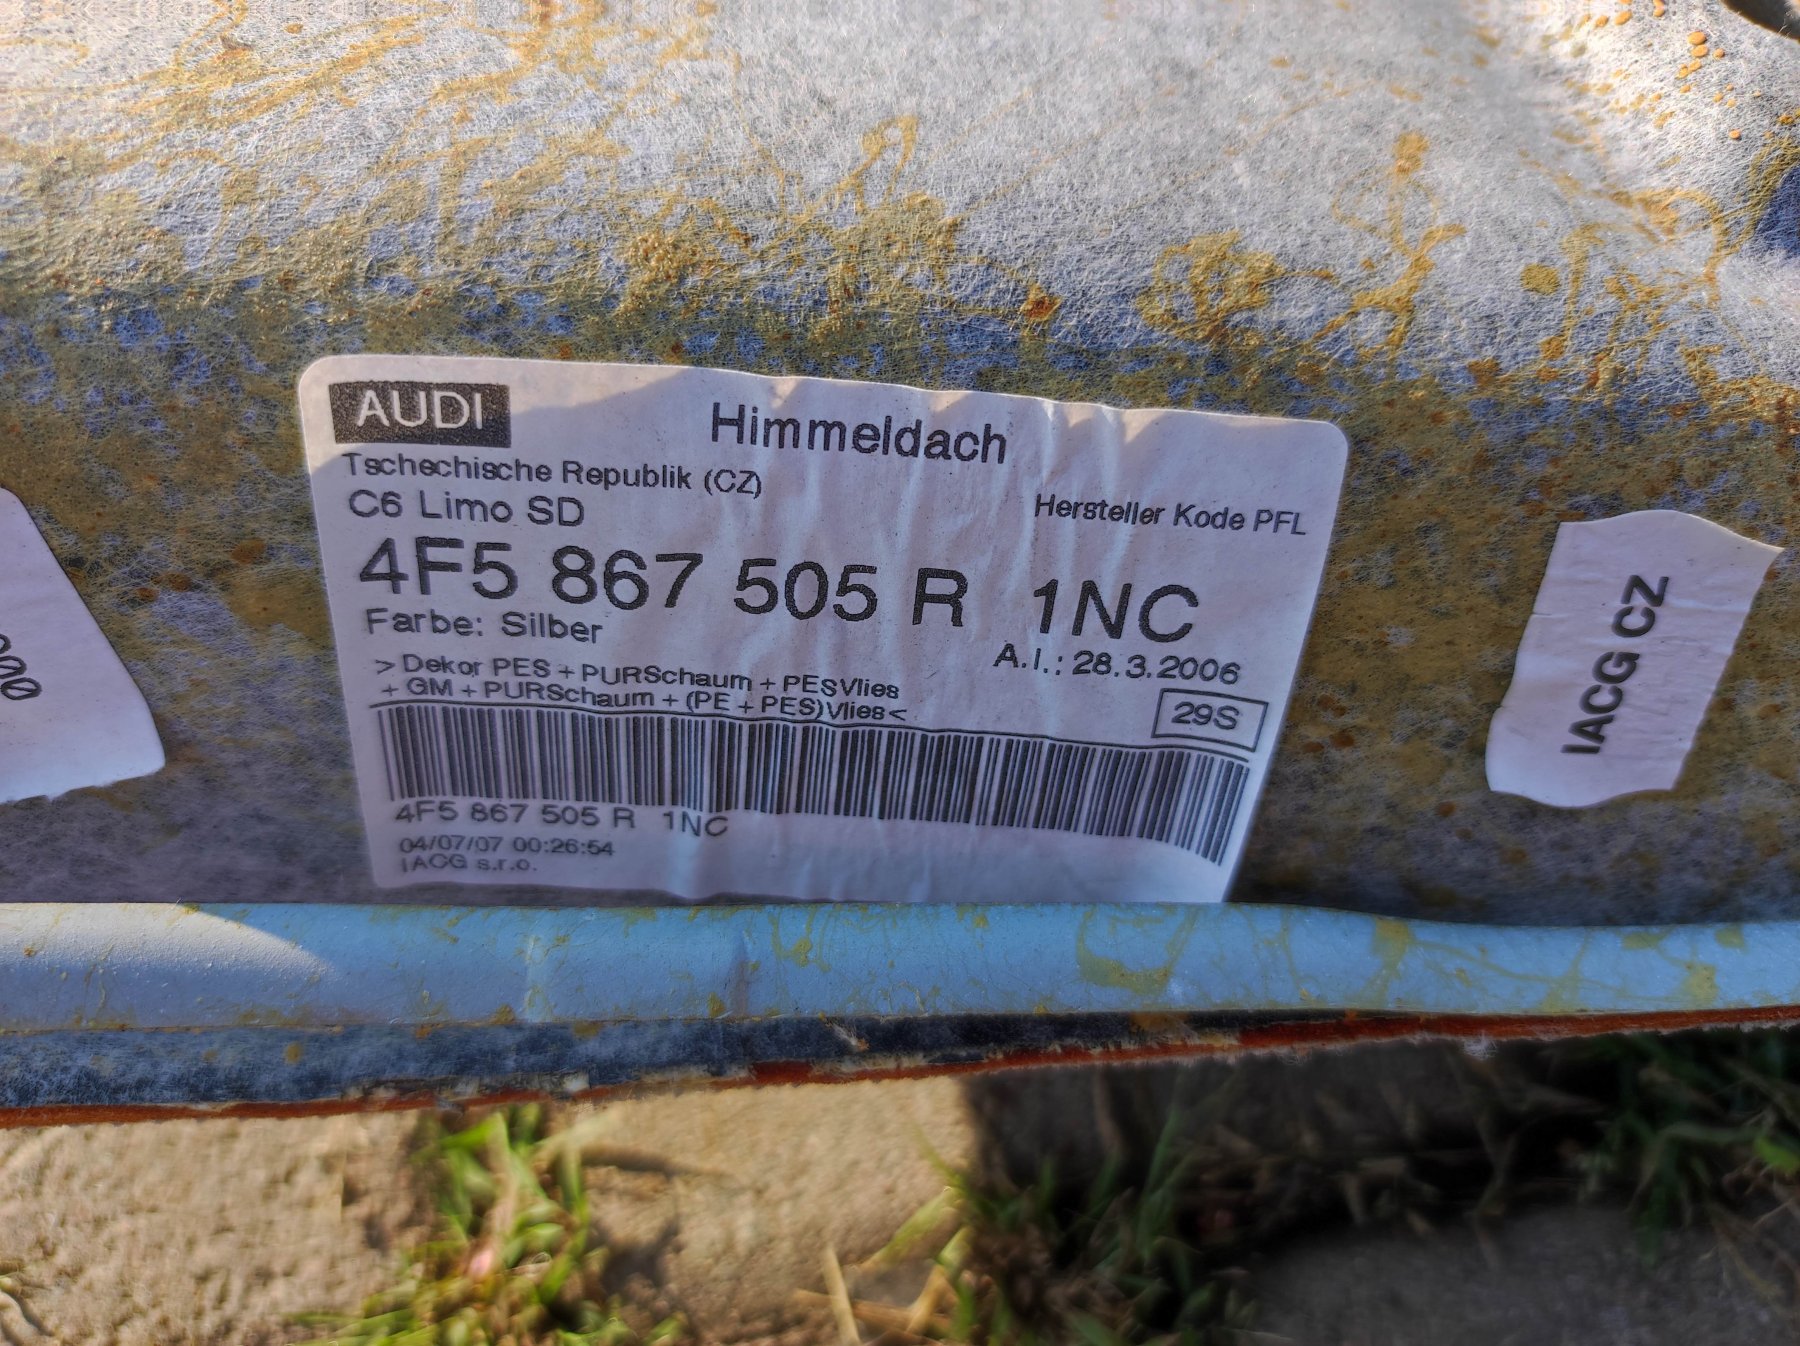 AUDI
Himmeldach
Tschechische Republik (CZ)
C6 Limo SD
Hersteller Kode PFL
4F5 867 505 R 1NC
Farbe: Silber
A.I.: 28.3.2006
> Dekor PES + PURSchaum + PESVlies
+ GM + PURSchaum + (PE + PES)Vlies<
29S
4F5 867 505 R 1NC
04/07/07 00:26:54
IACG s.r.o.
IACG CZ